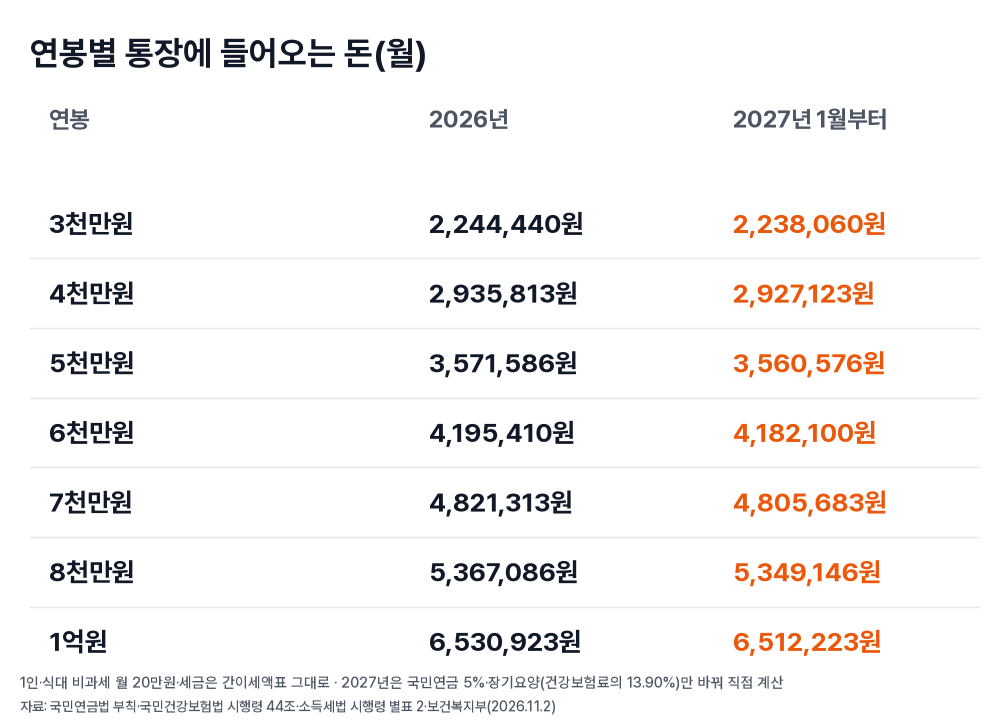 연봉별 통장에 들어오는 돈(월)
연봉 2026년 2027년 1월부터
3천만원 2,244,440원 2,238,060원
4천만원 2,935,813원 2,927,123원
5천만원 3,571,586원 3,560,576원
6천만원 4,195,410원 4,182,100원
7천만원 4,821,313원 4,805,683원
8천만원 5,367,086원 5,349,146원
1억원 6,530,923원 6,512,223원
1인·식대 비과세 월 20만원·세금은 간이세액표 그대로 · 2027년은 국민연금 5%·장기요양(건강보험료의 13.90%)만 바꿔 직접 계산
자료: 국민연금법 부칙·국민건강보험법 시행령 44조·소득세법 시행령 별표 2·보건복지부(2026.11.2)